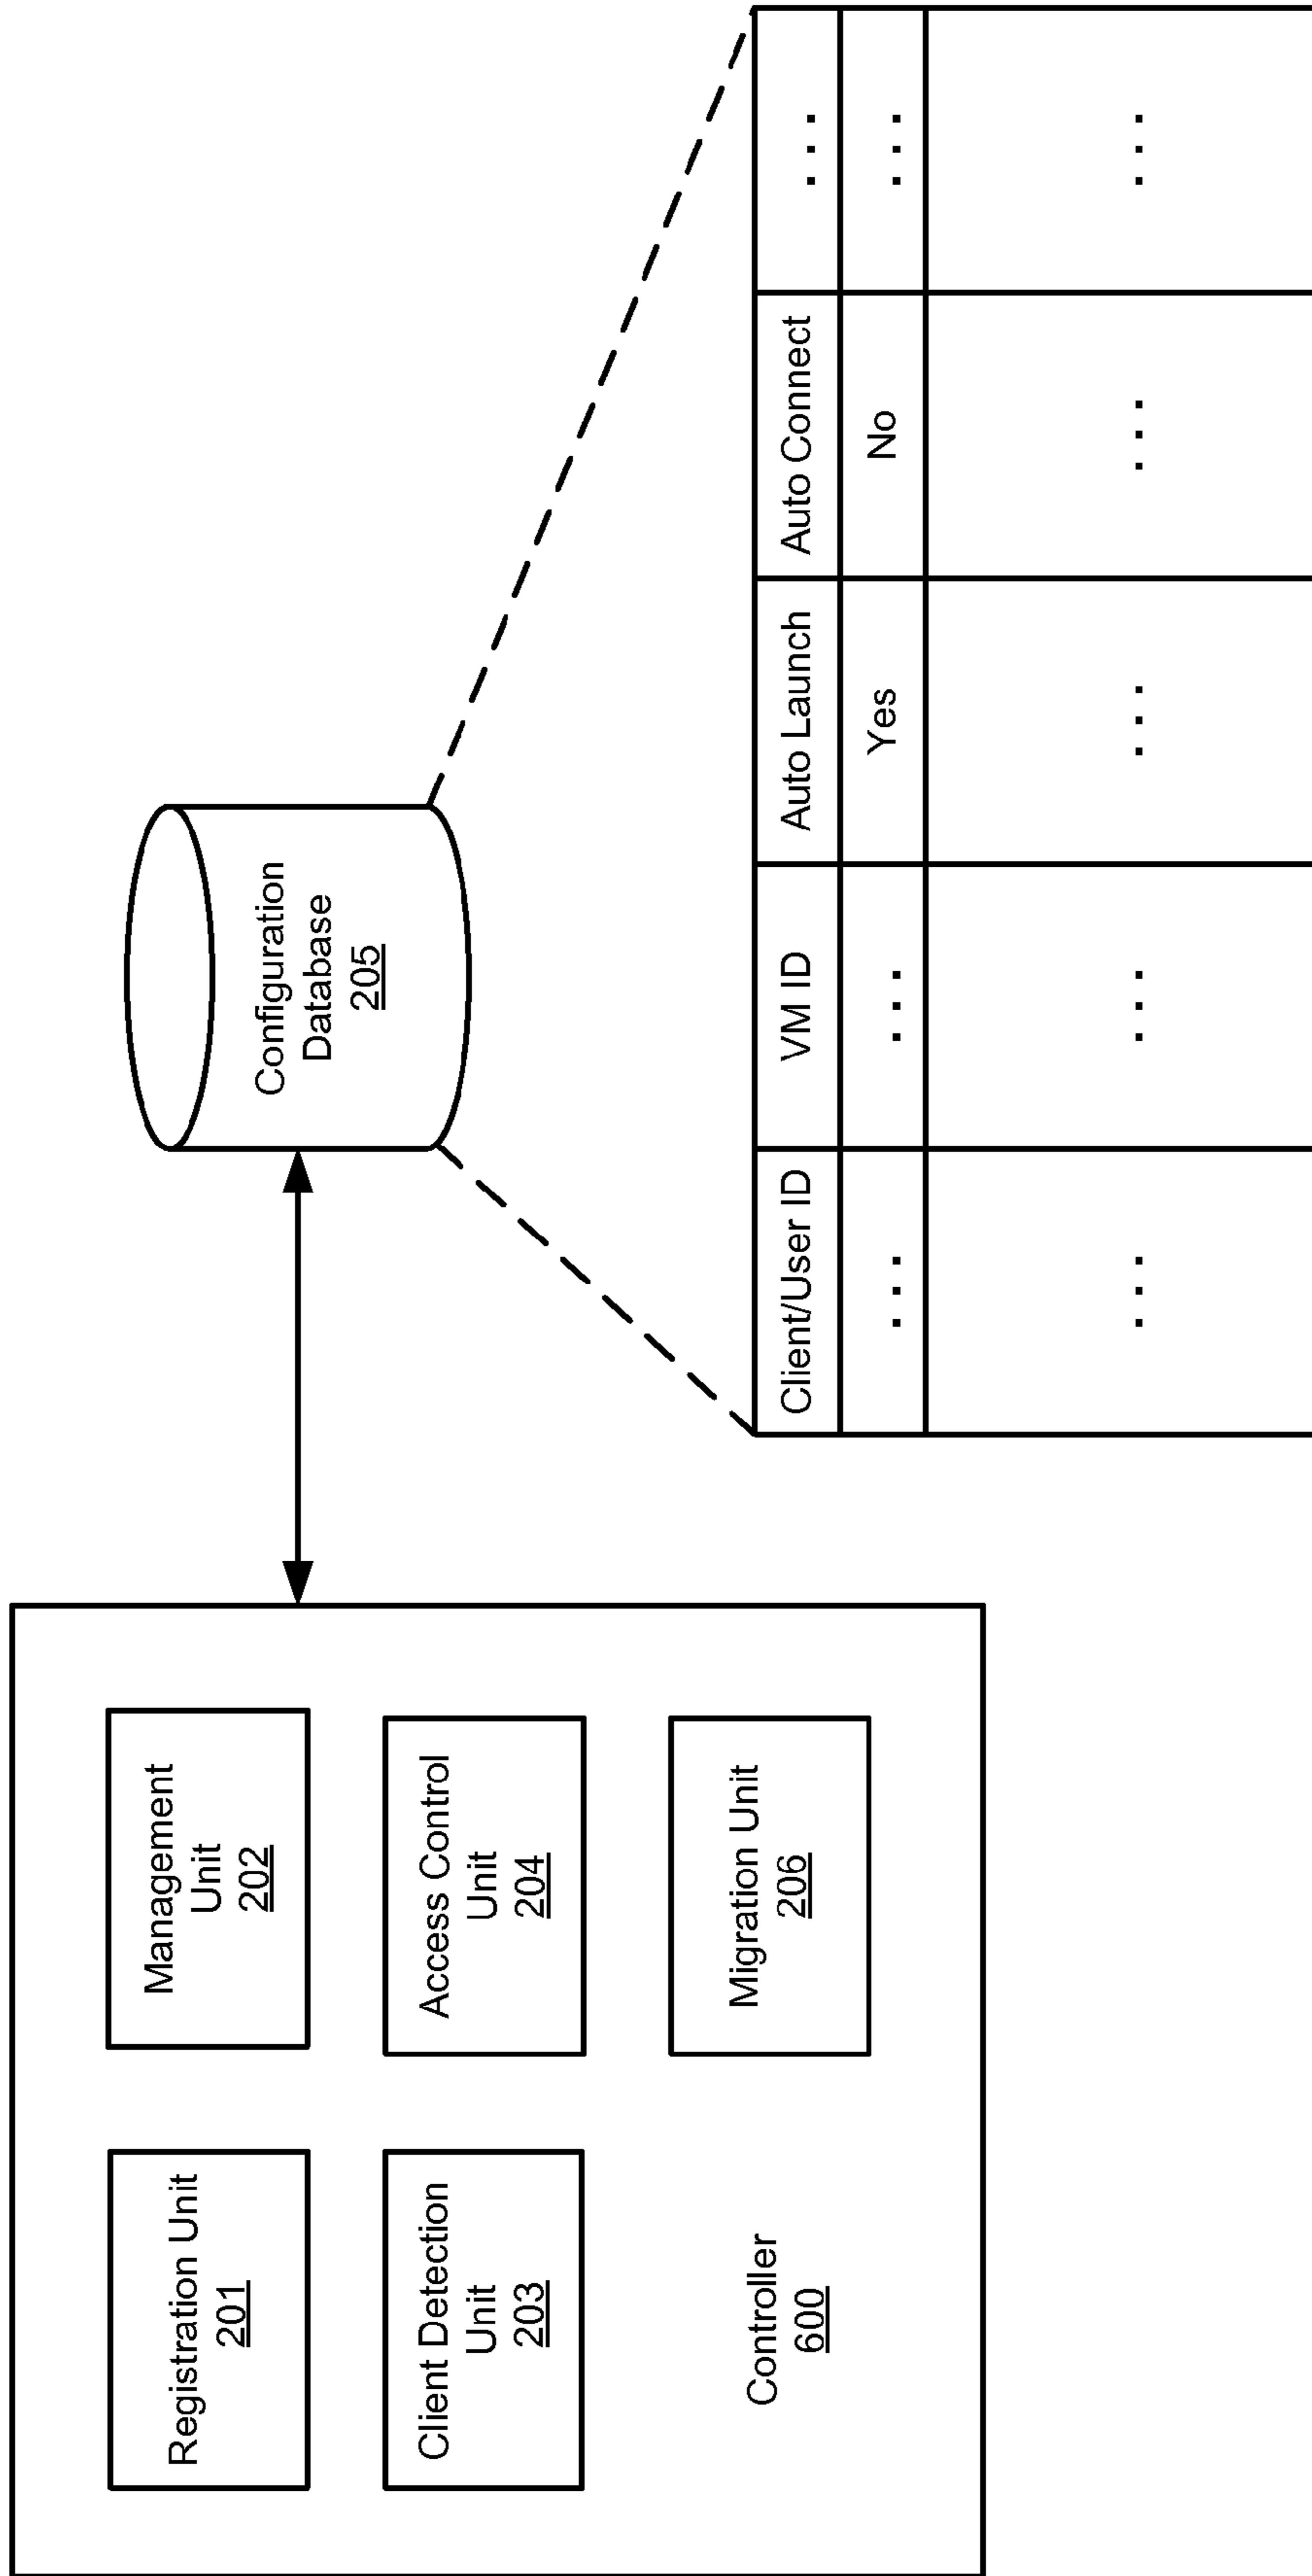 Registration Unit
201
Management
Unit
202
Client Detection
Unit
203
Access Control
Unit
204
Controller
600
Migration Unit
206
Configuration
Database
205
Client/User ID
VM ID
Auto Launch
Auto Connect
...
...
...
Yes
No
...
...
...
...
...
...